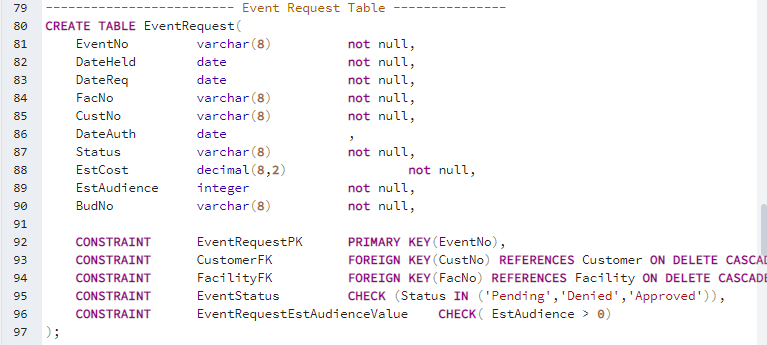 79 ------------------------- Event Request Table ---------------
80 CREATE TABLE EventRequest(
81 EventNo varchar(8) not null,
82 DateHeld date not null,
83 DateReq date not null,
84 FacNo varchar(8) not null,
85 CustNo varchar(8) not null,
86 DateAuth date ,
87 Status varchar(8) not null,
88 EstCost decimal(8,2) not null,
89 EstAudience integer not null,
90 BudNo varchar(8) not null,
91
92 CONSTRAINT EventRequestPK PRIMARY KEY(EventNo),
93 CONSTRAINT CustomerFK FOREIGN KEY(CustNo) REFERENCES Customer ON DELETE CASCAD
94 CONSTRAINT FacilityFK FOREIGN KEY(FacNo) REFERENCES Facility ON DELETE CASCADE
95 CONSTRAINT EventStatus CHECK (Status IN ('Pending','Denied','Approved')),
96 CONSTRAINT EventRequestEstAudienceValue CHECK( EstAudience > 0)
97 );